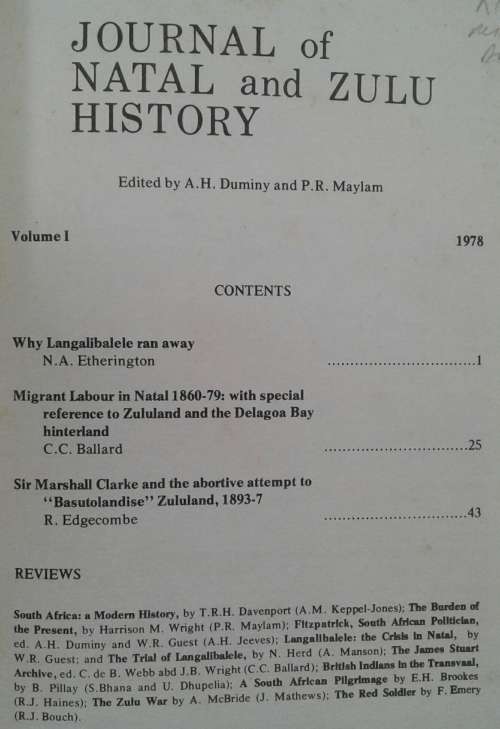 JOURNAL of
NATAL and ZULU
HISTORY
Edited by A.H. Duminy and P.R. Maylam
Volume I 1978
CONTENTS
Why Langalibalele ran away
N.A. Etherington ..............................1
Migrant Labour in Natal 1860-79: with special
reference to Zululand and the Delagoa Bay
hinterland
C.C. Ballard ..............................25
Sir Marshall Clarke and the abortive attempt to
“Basutolandise” Zululand, 1893-7
R. Edgecombe ..............................43
REVIEWS
South Africa: a Modern History, by T.R.H. Davenport (A.M. Keppel-Jones); The Burden of
the Present, by Harrison M. Wright (P.R. Maylam); Fitzpatrick, South African Politician,
ed. A.H. Duminy and W.R. Guest (A.H. Jeeves); Langalibalele: the Crisis in Natal, by
W.R. Guest; and The Trial of Langalibalele, by N. Herd (A. Manson); The James Stuart
Archive, ed. C. de B. Webb abd J.B. Wright (C.C. Ballard); British Indians in the Transvaal,
by B. Pillay (S.Bhana and U. Dhupelia); A South African Pilgrimage by E.H. Brookes
(R.J. Haines); The Zulu War by A. McBride (J. Mathews); The Red Soldier by F. Emery
(R.J. Bouch).